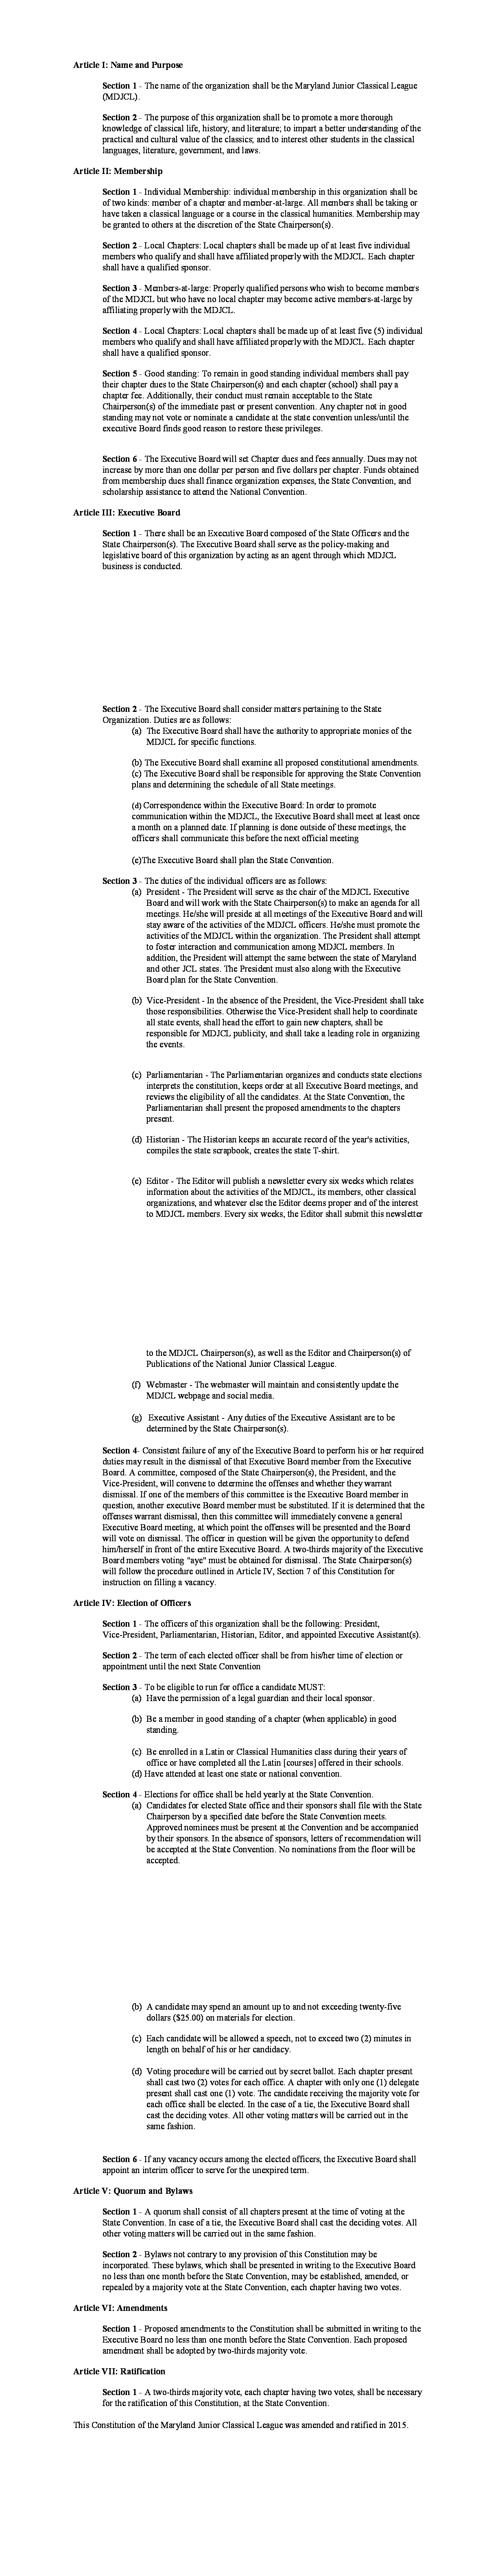 Article I: Name and Purpose
Section 1 - The name of the organization shall be the Maryland Junior Classical League
(MDJCL).
Section 2 - The purpose of this organization shall be to promote a more thorough
knowledge of classical life, history, and literature; to impart a better understanding of the
practical and cultural value of the classics; and to interest other students in the classical
languages, literature, government, and laws.
Article II: Membership
Section 1 - Individual Membership: individual membership in this organization shall be
of two kinds: member of a chapter and member-at-large. All members shall be taking or
have taken a classical language or a course in the classical humanities. Membership may
be granted to others at the discretion of the State Chairperson(s).
Section 2 - Local Chapters: Local chapters shall be made up of at least five individual
members who qualify and shall have affiliated properly with the MDJCL. Each chapter
shall have a qualified sponsor.
Section 3 - Members-at-large: Properly qualified persons who wish to become members
of the MDJCL but who have no local chapter may become active members-at-large by
affiliating properly with the MDJCL.
Section 4 - Local Chapters: Local chapters shall be made up of at least five (5) individual
members who qualify and shall have affiliated properly with the MDJCL. Each chapter
shall have a qualified sponsor.
Section 5 - Good standing: To remain in good standing individual members shall pay
their chapter dues to the State Chairperson(s) and each chapter (school) shall pay a
chapter fee. Additionally, their conduct must remain acceptable to the State
Chairperson(s) of the immediate past or present convention. Any chapter not in good
standing may not vote or nominate a candidate at the state convention unless/until the
executive Board finds good reason to restore these privileges.
Section 6 - The Executive Board will set Chapter dues and fees annually. Dues may not
increase by more than one dollar per person and five dollars per chapter. Funds obtained
from membership dues shall finance organization expenses, the State Convention, and
scholarship assistance to attend the National Convention.
Article III: Executive Board
Section 1 - There shall be an Executive Board composed of the State Officers and the
State Chairperson(s). The Executive Board shall serve as the policy-making and
legislative board of this organization by acting as an agent through which MDJCL
business is conducted.
Section 2 - The Executive Board shall consider matters pertaining to the State
Organization. Duties are as follows:
(a) The Executive Board shall have the authority to appropriate monies of the
MDJCL for specific functions.
(b) The Executive Board shall examine all proposed constitutional amendments.
(c) The Executive Board shall be responsible for approving the State Convention
plans and determining the schedule of all State meetings.
(d) Correspondence within the Executive Board: In order to promote
communication within the MDJCL, the Executive Board shall meet at least once
a month on a planned date. If planning is done outside of these meetings, the
officers shall communicate this before the next official meeting
(e)The Executive Board shall plan the State Convention.
Section 3 - The duties of the individual officers are as follows:
(a) President - The President will serve as the chair of the MDJCL Executive
Board and will work with the State Chairperson(s) to make an agenda for all
meetings. He/she will preside at all meetings of the Executive Board and will
stay aware of the activities of the MDJCL officers. He/she must promote the
activities of the MDJCL within the organization. The President shall attempt
to foster interaction and communication among MDJCL members. In
addition, the President will attempt the same between the state of Maryland
and other JCL states. The President must also along with the Executive
Board plan for the State Convention.
(b) Vice-President - In the absence of the President, the Vice-President shall take
those responsibilities. Otherwise the Vice-President shall help to coordinate
all state events, shall head the effort to gain new chapters, shall be
responsible for MDJCL publicity, and shall take a leading role in organizing
the events.
(c) Parliamentarian - The Parliamentarian organizes and conducts state elections
interprets the constitution, keeps order at all Executive Board meetings, and
reviews the eligibility of all the candidates. At the State Convention, the
Parliamentarian shall present the proposed amendments to the chapters
present.
(d) Historian - The Historian keeps an accurate record of the year's activities,
compiles the state scrapbook, creates the state T-shirt.
(e) Editor - The Editor will publish a newsletter every six weeks which relates
information about the activities of the MDJCL, its members, other classical
organizations, and whatever else the Editor deems proper and of the interest
to MDJCL members. Every six weeks, the Editor shall submit this newsletter
to the MDJCL Chairperson(s), as well as the Editor and Chairperson(s) of
Publications of the National Junior Classical League.
(f) Webmaster - The webmaster will maintain and consistently update the
MDJCL webpage and social media.
(g) Executive Assistant - Any duties of the Executive Assistant are to be
determined by the State Chairperson(s).
Section 4- Consistent failure of any of the Executive Board to perform his or her required
duties may result in the dismissal of that Executive Board member from the Executive
Board. A committee, composed of the State Chairperson(s), the President, and the
Vice-President, will convene to determine the offenses and whether they warrant
dismissal. If one of the members of this committee is the Executive Board member in
question, another executive Board member must be substituted. If it is determined that the
offenses warrant dismissal, then this committee will immediately convene a general
Executive Board meeting, at which point the offenses will be presented and the Board
will vote on dismissal. The officer in question will be given the opportunity to defend
him/herself in front of the entire Executive Board. A two-thirds majority of the Executive
Board members voting "aye" must be obtained for dismissal. The State Chairperson(s)
will follow the procedure outlined in Article IV, Section 7 of this Constitution for
instruction on filling a vacancy.
Article IV: Election of Officers
Section 1 - The officers of this organization shall be the following: President,
Vice-President, Parliamentarian, Historian, Editor, and appointed Executive Assistant(s).
Section 2 - The term of each elected officer shall be from his/her time of election or
appointment until the next State Convention
Section 3 - To be eligible to run for office a candidate MUST:
(a) Have the permission of a legal guardian and their local sponsor.
(b) Be a member in good standing of a chapter (when applicable) in good
standing.
(c) Be enrolled in a Latin or Classical Humanities class during their years of
office or have completed all the Latin [courses] offered in their schools.
(d) Have attended at least one state or national convention.
Section 4 - Elections for office shall be held yearly at the State Convention.
(a) Candidates for elected State office and their sponsors shall file with the State
Chairperson by a specified date before the State Convention meets.
Approved nominees must be present at the Convention and be accompanied
by their sponsors. In the absence of sponsors, letters of recommendation will
be accepted at the State Convention. No nominations from the floor will be
accepted.
(b) A candidate may spend an amount up to and not exceeding twenty-five
dollars ($25.00) on materials for election.
(c) Each candidate will be allowed a speech, not to exceed two (2) minutes in
length on behalf of his or her candidacy.
(d) Voting procedure will be carried out by secret ballot. Each chapter present
shall cast two (2) votes for each office. A chapter with only one (1) delegate
present shall cast one (1) vote. The candidate receiving the majority vote for
each office shall be elected. In the case of a tie, the Executive Board shall
cast the deciding votes. All other voting matters will be carried out in the
same fashion.
Section 6 - If any vacancy occurs among the elected officers, the Executive Board shall
appoint an interim officer to serve for the unexpired term.
Article V: Quorum and Bylaws
Section 1 - A quorum shall consist of all chapters present at the time of voting at the
State Convention. In case of a tie, the Executive Board shall cast the deciding votes. All
other voting matters will be carried out in the same fashion.
Section 2 - Bylaws not contrary to any provision of this Constitution may be
incorporated. These bylaws, which shall be presented in writing to the Executive Board
no less than one month before the State Convention, may be established, amended, or
repealed by a majority vote at the State Convention, each chapter having two votes.
Article VI: Amendments
Section 1 - Proposed amendments to the Constitution shall be submitted in writing to the
Executive Board no less than one month before the State Convention. Each proposed
amendment shall be adopted by two-thirds majority vote.
Article VII: Ratification
Section 1 - A two-thirds majority vote, each chapter having two votes, shall be necessary
for the ratification of this Constitution, at the State Convention.
This Constitution of the Maryland Junior Classical League was amended and ratified in 2015.